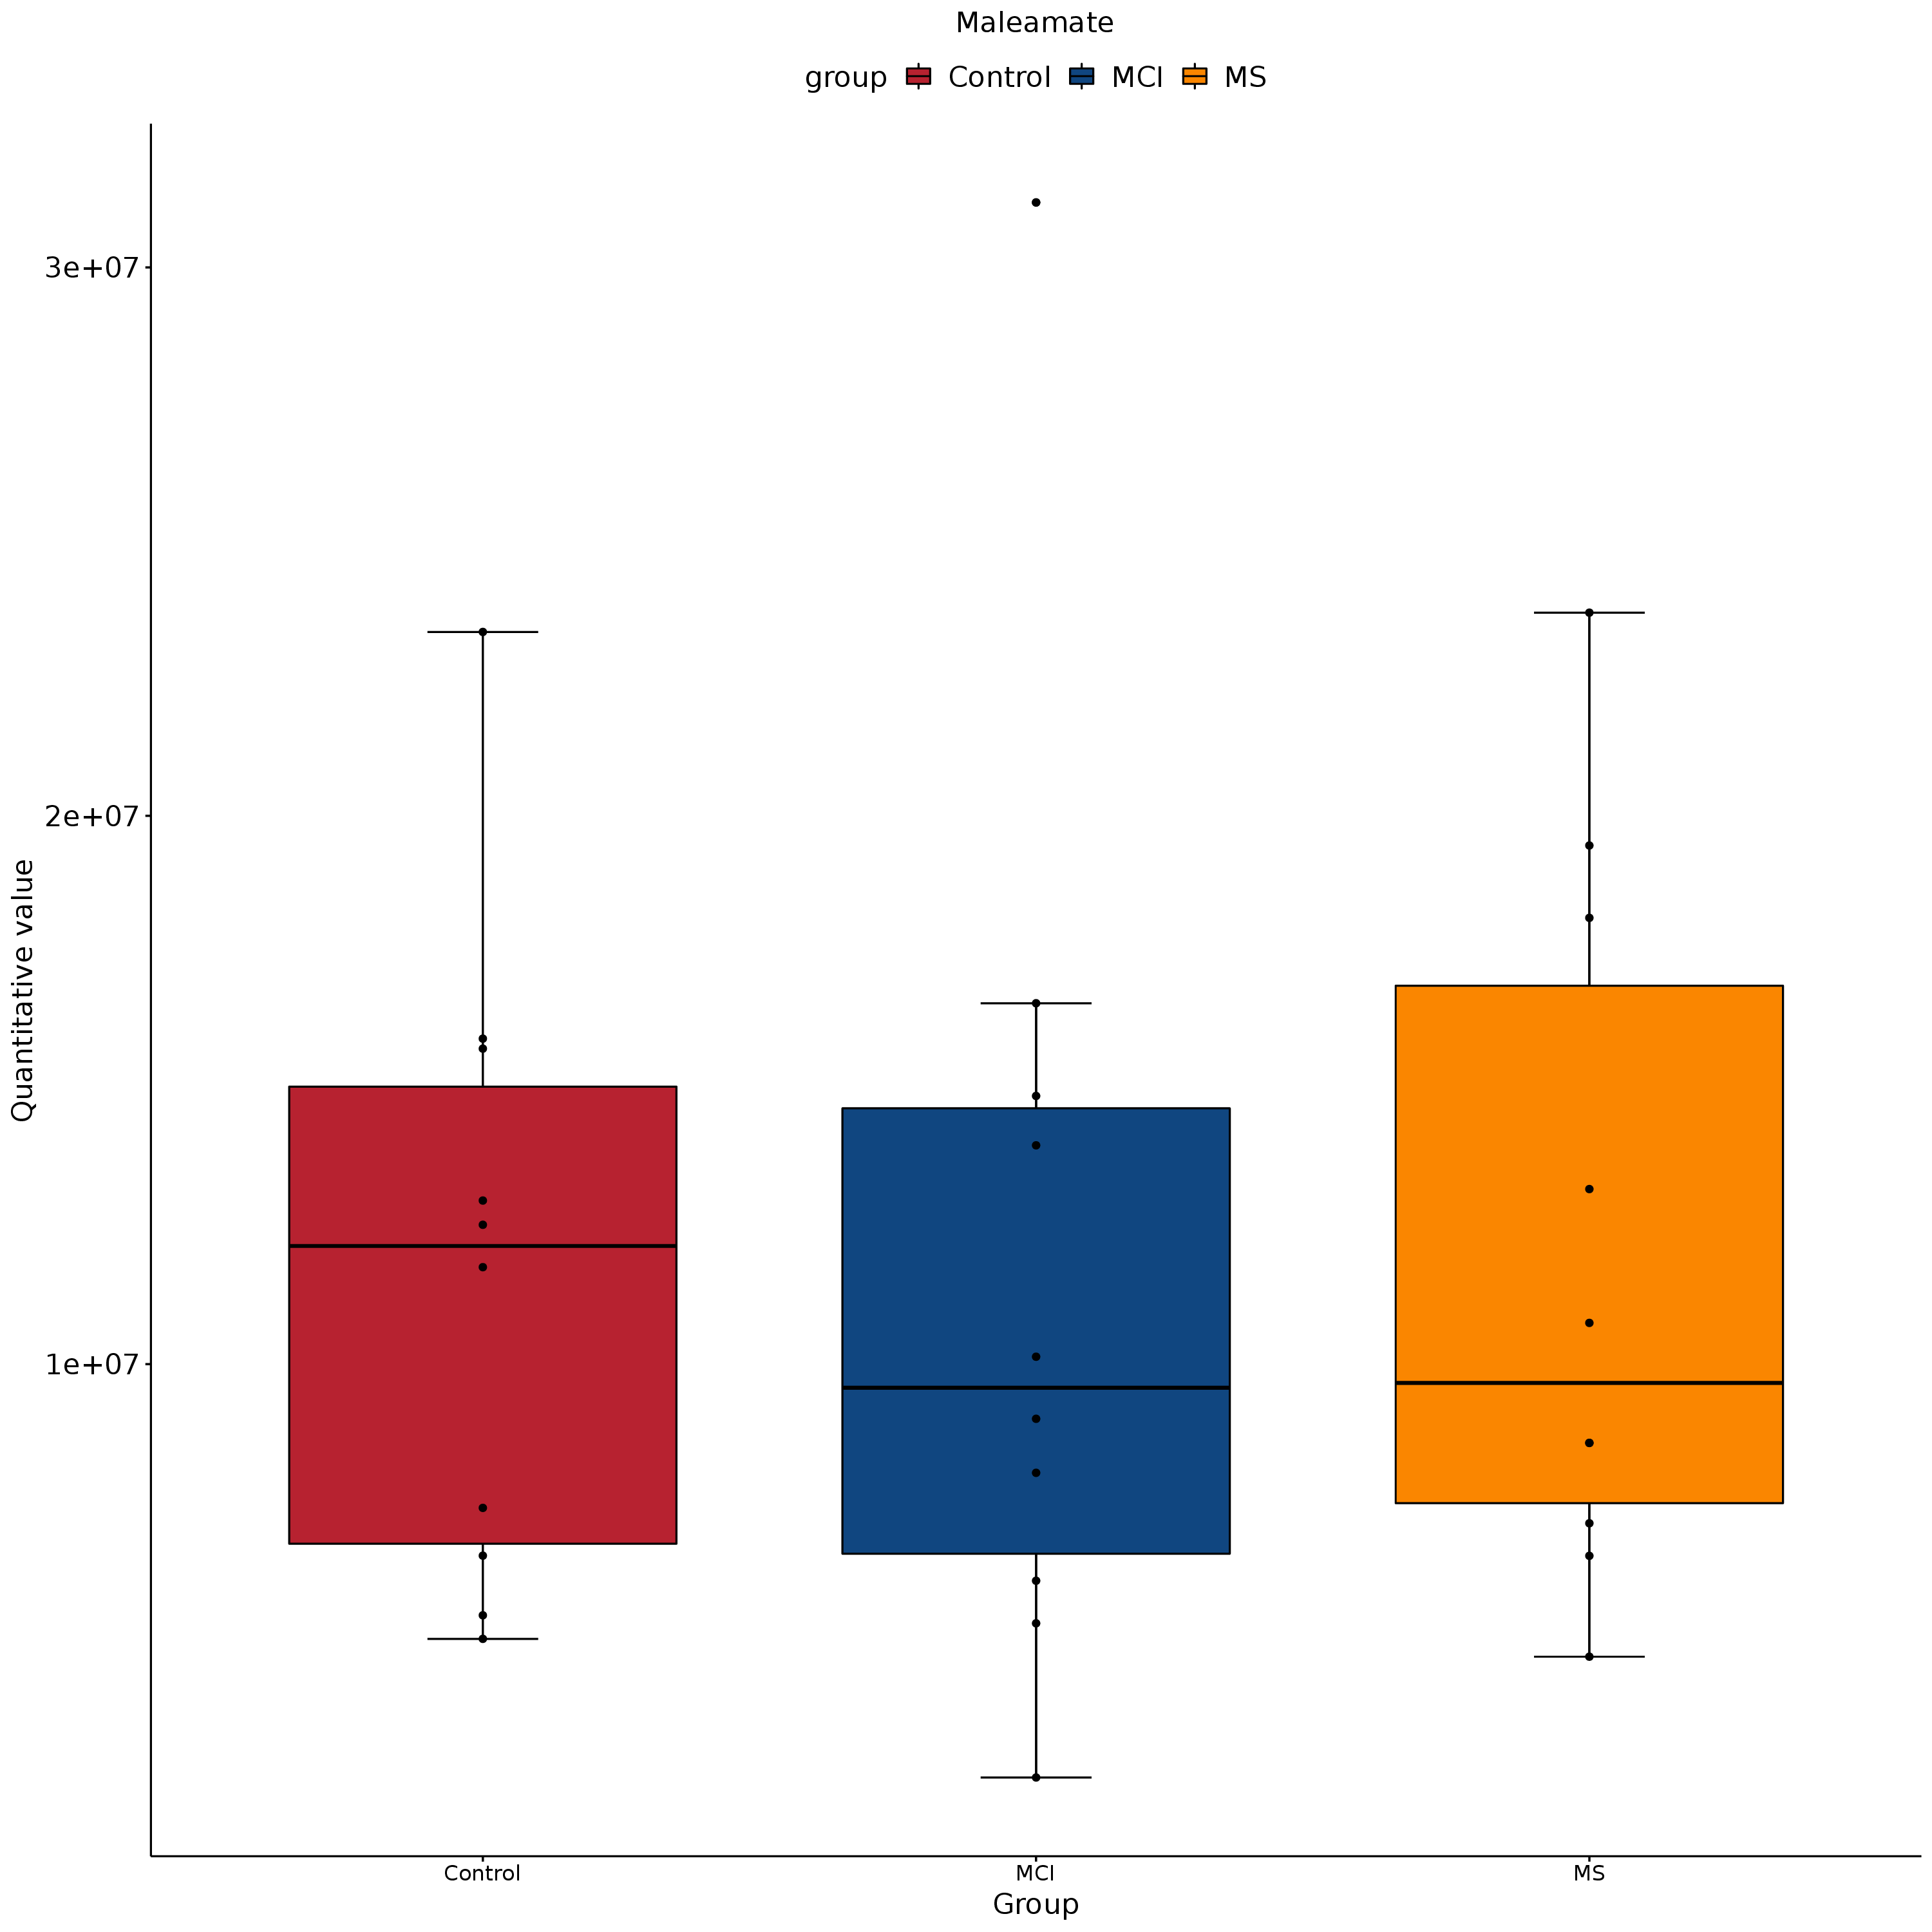 Maleamate
group Control MCI MS
3e+07
2e+07
1e+07
Quantitative value
Control MCI MS
Group